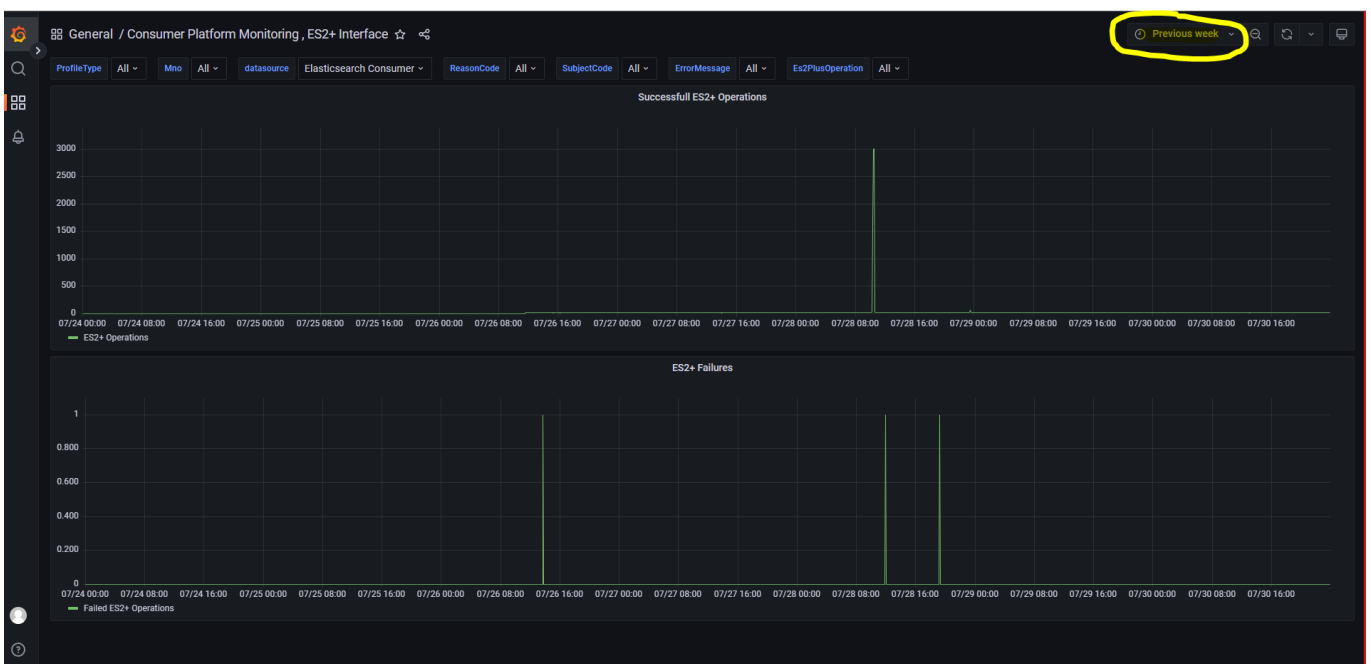 General / Consumer Platform Monitoring , ES2+ Interface
Previous week
ProfileType All Mno All datasource Elasticsearch Consumer ReasonCode All SubjectCode All ErrorMessage All Es2PlusOperation All
Successfull ES2+ Operations
3000
2500
2000
1500
1000
500
0
07/24 00:00 07/24 08:00 07/24 16:00 07/25 00:00 07/25 08:00 07/25 16:00 07/26 00:00 07/26 08:00 07/26 16:00 07/27 00:00 07/27 08:00 07/27 16:00 07/28 00:00 07/28 08:00 07/28 16:00 07/29 00:00 07/29 08:00 07/29 16:00 07/30 00:00 07/30 08:00 07/30 16:00
ES2+ Operations
ES2+ Failures
1
0.800
0.600
0.400
0.200
0
07/24 00:00 07/24 08:00 07/24 16:00 07/25 00:00 07/25 08:00 07/25 16:00 07/26 00:00 07/26 08:00 07/26 16:00 07/27 00:00 07/27 08:00 07/27 16:00 07/28 00:00 07/28 08:00 07/28 16:00 07/29 00:00 07/29 08:00 07/29 16:00 07/30 00:00 07/30 08:00 07/30 16:00
Failed ES2+ Operations